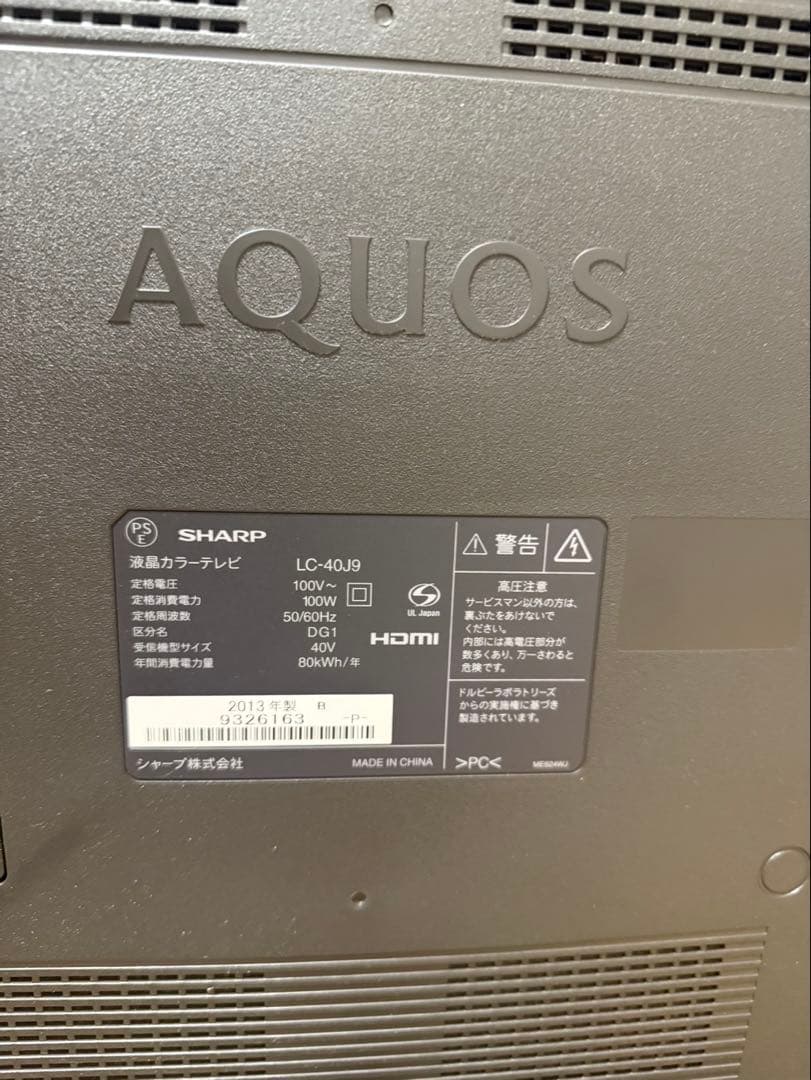 AQUOS
PS
E
SHARP
液晶カラーテレビ LC-40J9
定格電圧 100V～
定格消費電力 100W
定格周波数 50/60Hz
区分名 DG1
受信機型サイズ 40V
年間消費電力量 80kWh/年
UL Japan
HDMI
2013年製 B
9326163 -P-
シャープ株式会社 MADE IN CHINA
警告
高圧注意
サービスマン以外の方は、
裏ぶたをあけないで
ください。
内部には高電圧部分が
数多くあり、万一さわると
危険です。
ドルビーラボラトリーズ
からの実施権に基づき
製造されています。
>PC<